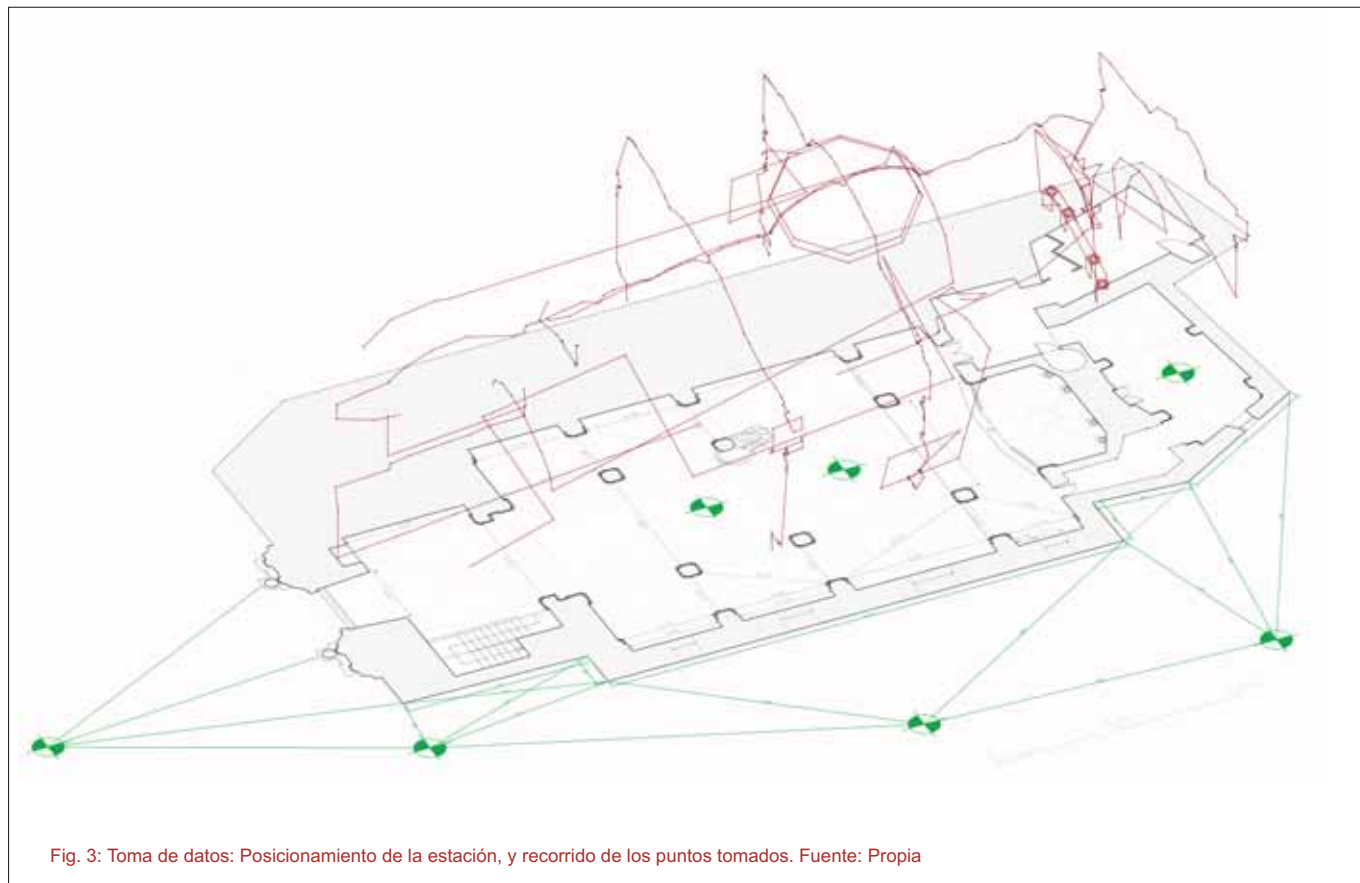 Fig. 3: Toma de datos: Posicionamiento de la estación, y recorrido de los puntos tomados. Fuente: Propia